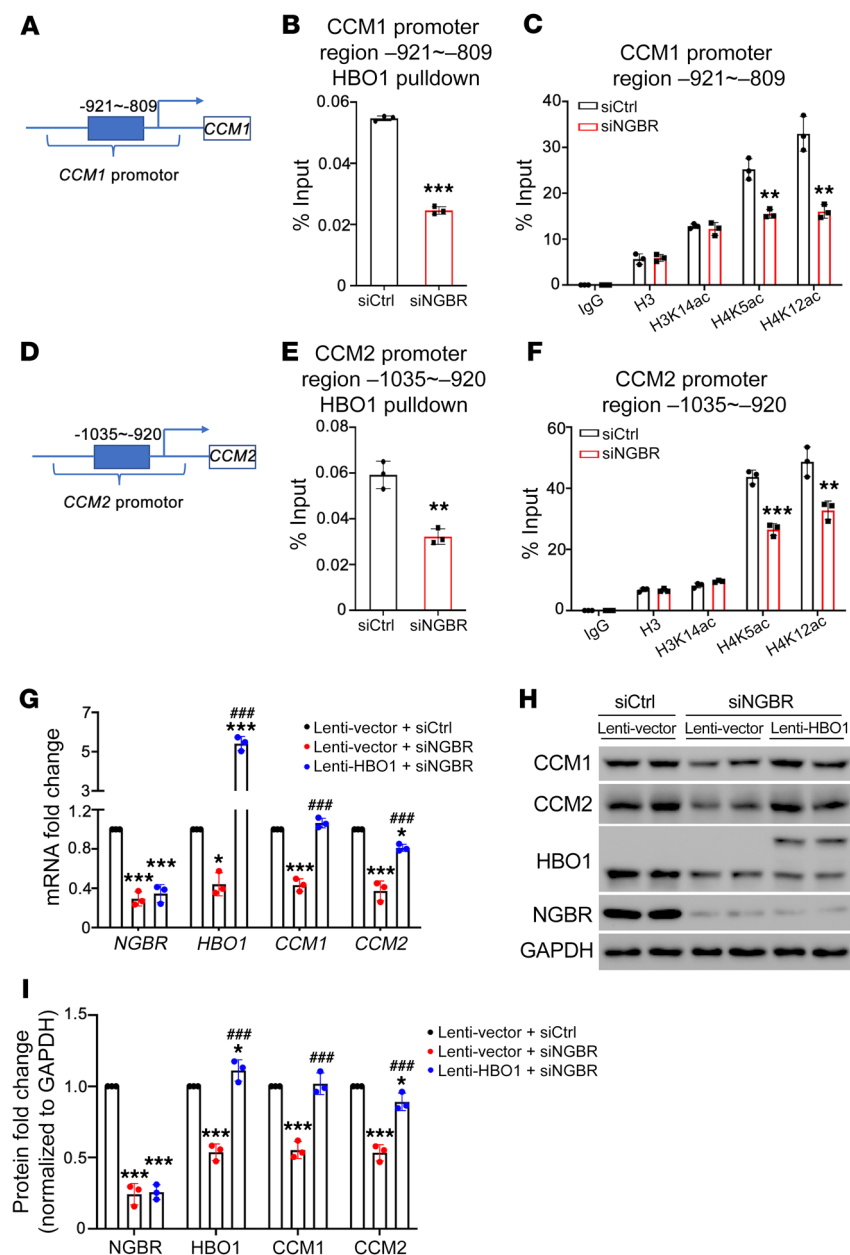 A
-921~-809
CCM1
CCM1 promotor
B
CCM1 promoter
region –921~–809
HBO1 pulldown
0.06
0.04
0.02
0
% Input
***
siCtrl
siNGBR
C
CCM1 promoter
region –921~–809
siCtrl
siNGBR
40
30
20
10
0
% Input
**
**
IgG
H3
H3K14ac
H4K5ac
H4K12ac
D
-1035~-920
CCM2
CCM2 promotor
E
CCM2 promoter
region –1035~–920
HBO1 pulldown
0.08
0.06
0.04
0.02
0
% Input
**
siCtrl
siNGBR
F
CCM2 promoter
region –1035~–920
siCtrl
siNGBR
60
40
20
0
% Input
***
**
IgG
H3
H3K14ac
H4K5ac
H4K12ac
G
7
5
3
1.2
0.8
0.4
0
mRNA fold change
Lenti-vector + siCtrl
Lenti-vector + siNGBR
Lenti-HBO1 + siNGBR
***
***
*
###
***
***
###
***
###
*
NGBR
HBO1
CCM1
CCM2
H
siCtrl
siNGBR
Lenti-vector
Lenti-vector
Lenti-HBO1
CCM1
CCM2
HBO1
NGBR
GAPDH
I
1.5
1.0
0.5
0
Protein fold change
(normalized to GAPDH)
Lenti-vector + siCtrl
Lenti-vector + siNGBR
Lenti-HBO1 + siNGBR
***
***
***
###
*
***
###
***
###
*
NGBR
HBO1
CCM1
CCM2